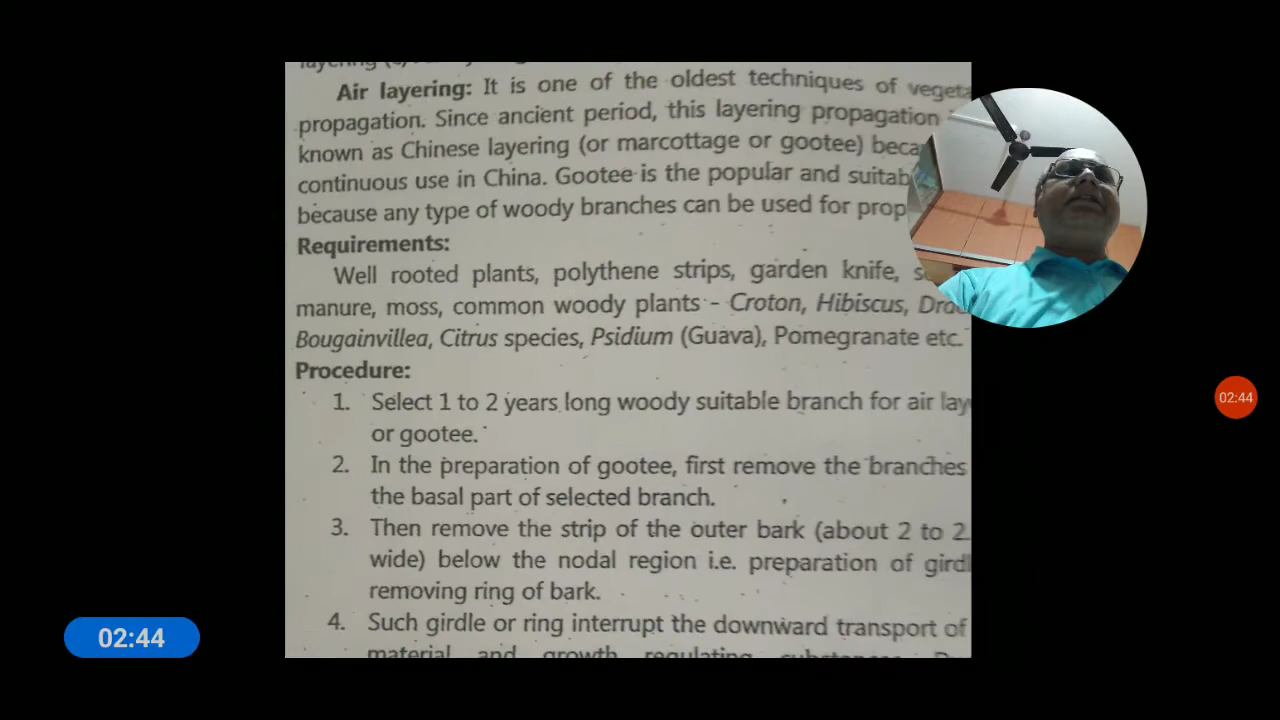 Air layering: It is one of the oldest techniques of
propagation. Since ancient period, this layering propagation
known as Chinese layering (or marcottage or gootee)
continuous use in China. Gootee is the popular and
because any type of woody branches can be used for
Requirements:
Well rooted plants, polythene strips, garden knife,
manure, moss, common woody plants - Croton, Hibiscus,
Bougainvillea, Citrus species, Psidium (Guava), Pomegranate etc.
Procedure:
1. Select 1 to 2 years long woody suitable branch for air
or gootee.
2. In the preparation of gootee, first remove the branches
the basal part of selected branch.
3. Then remove the strip of the outer bark (about 2 to 2
wide) below the nodal region i.e. preparation of
removing ring of bark.
4. Such girdle or ring interrupt the downward transport of
material and growth regulating
02:44
02:44